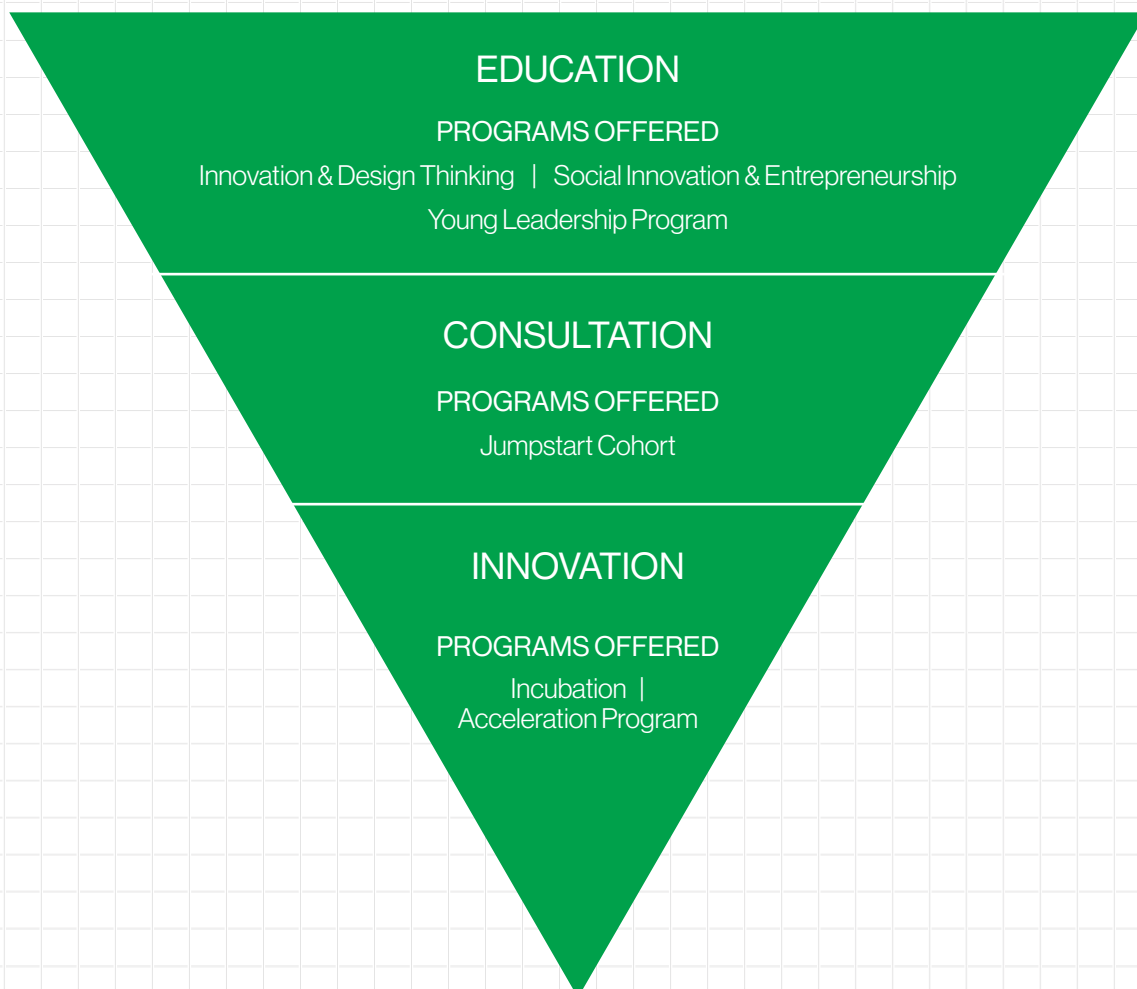 EDUCATION
PROGRAMS OFFERED
Innovation & Design Thinking | Social Innovation & Entrepreneurship
Young Leadership Program
CONSULTATION
PROGRAMS OFFERED
Jumpstart Cohort
INNOVATION
PROGRAMS OFFERED
Incubation |
Acceleration Program